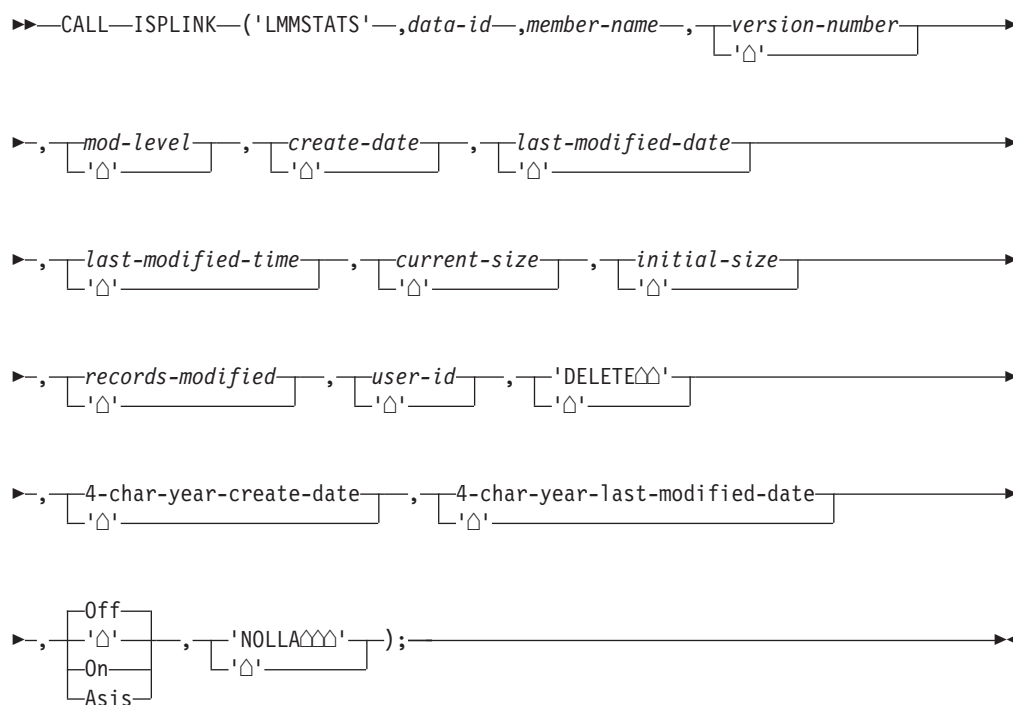 CALL ISPLINK ('LMMSTATS' ,data-id ,member-name , version-number
'⌂'
, mod-level , create-date , last-modified-date
'⌂' '⌂' '⌂'
, last-modified-time , current-size , initial-size
'⌂' '⌂' '⌂'
, records-modified , user-id , 'DELETE⌂⌂'
'⌂' '⌂' '⌂'
, 4-char-year-create-date , 4-char-year-last-modified-date
'⌂' '⌂'
Off
, '⌂' , 'NOLLA⌂⌂⌂' );
On '⌂'
Asis